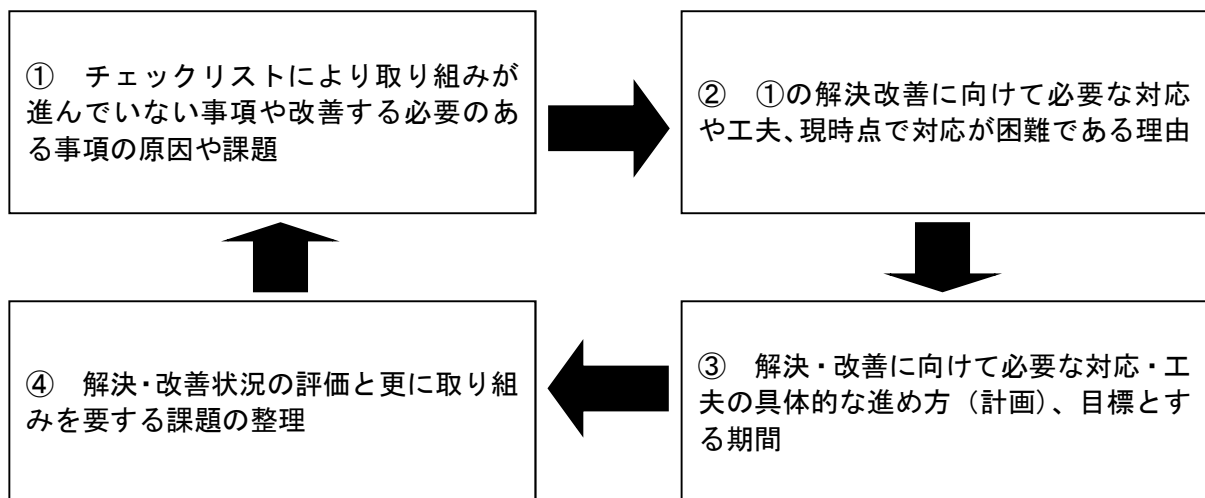 ① チェックリストにより取り組みが
進んでいない事項や改善する必要のあ
る事項の原因や課題
② ①の解決改善に向けて必要な対応
や工夫、現時点で対応が困難である理由
③ 解決・改善に向けて必要な対応・工
夫の具体的な進め方（計画）、目標とす
る期間
④ 解決・改善状況の評価と更に取り組
みを要する課題の整理